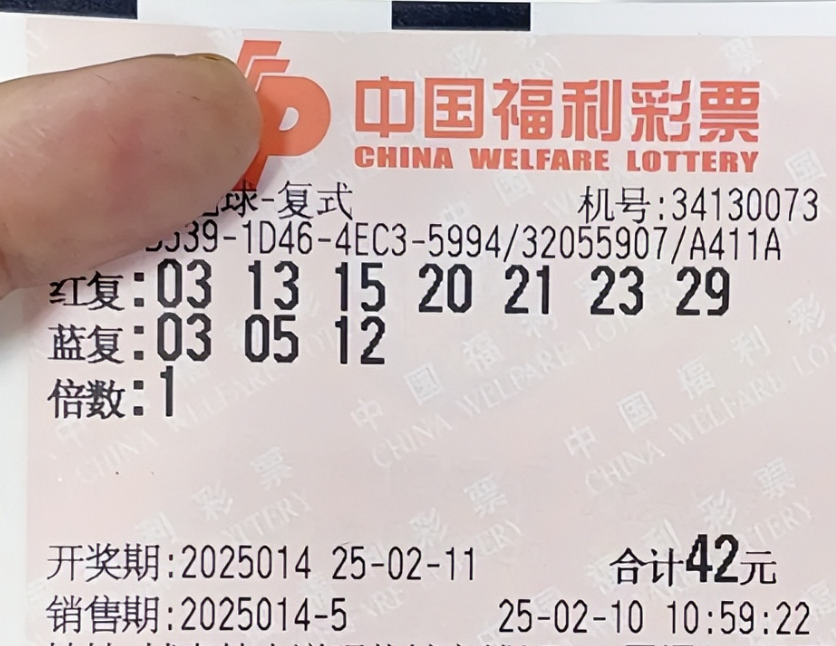 中国福利彩票
CHINA WELFARE LOTTERY
球-复式 机号:34130073
539-1D46-4EC3-5994/32055907/A411A
红复:03 13 15 20 21 23 29
蓝复:03 05 12
倍数:1
开奖期:2025014 25-02-11 合计42元
销售期:2025014-5 25-02-10 10:59:22